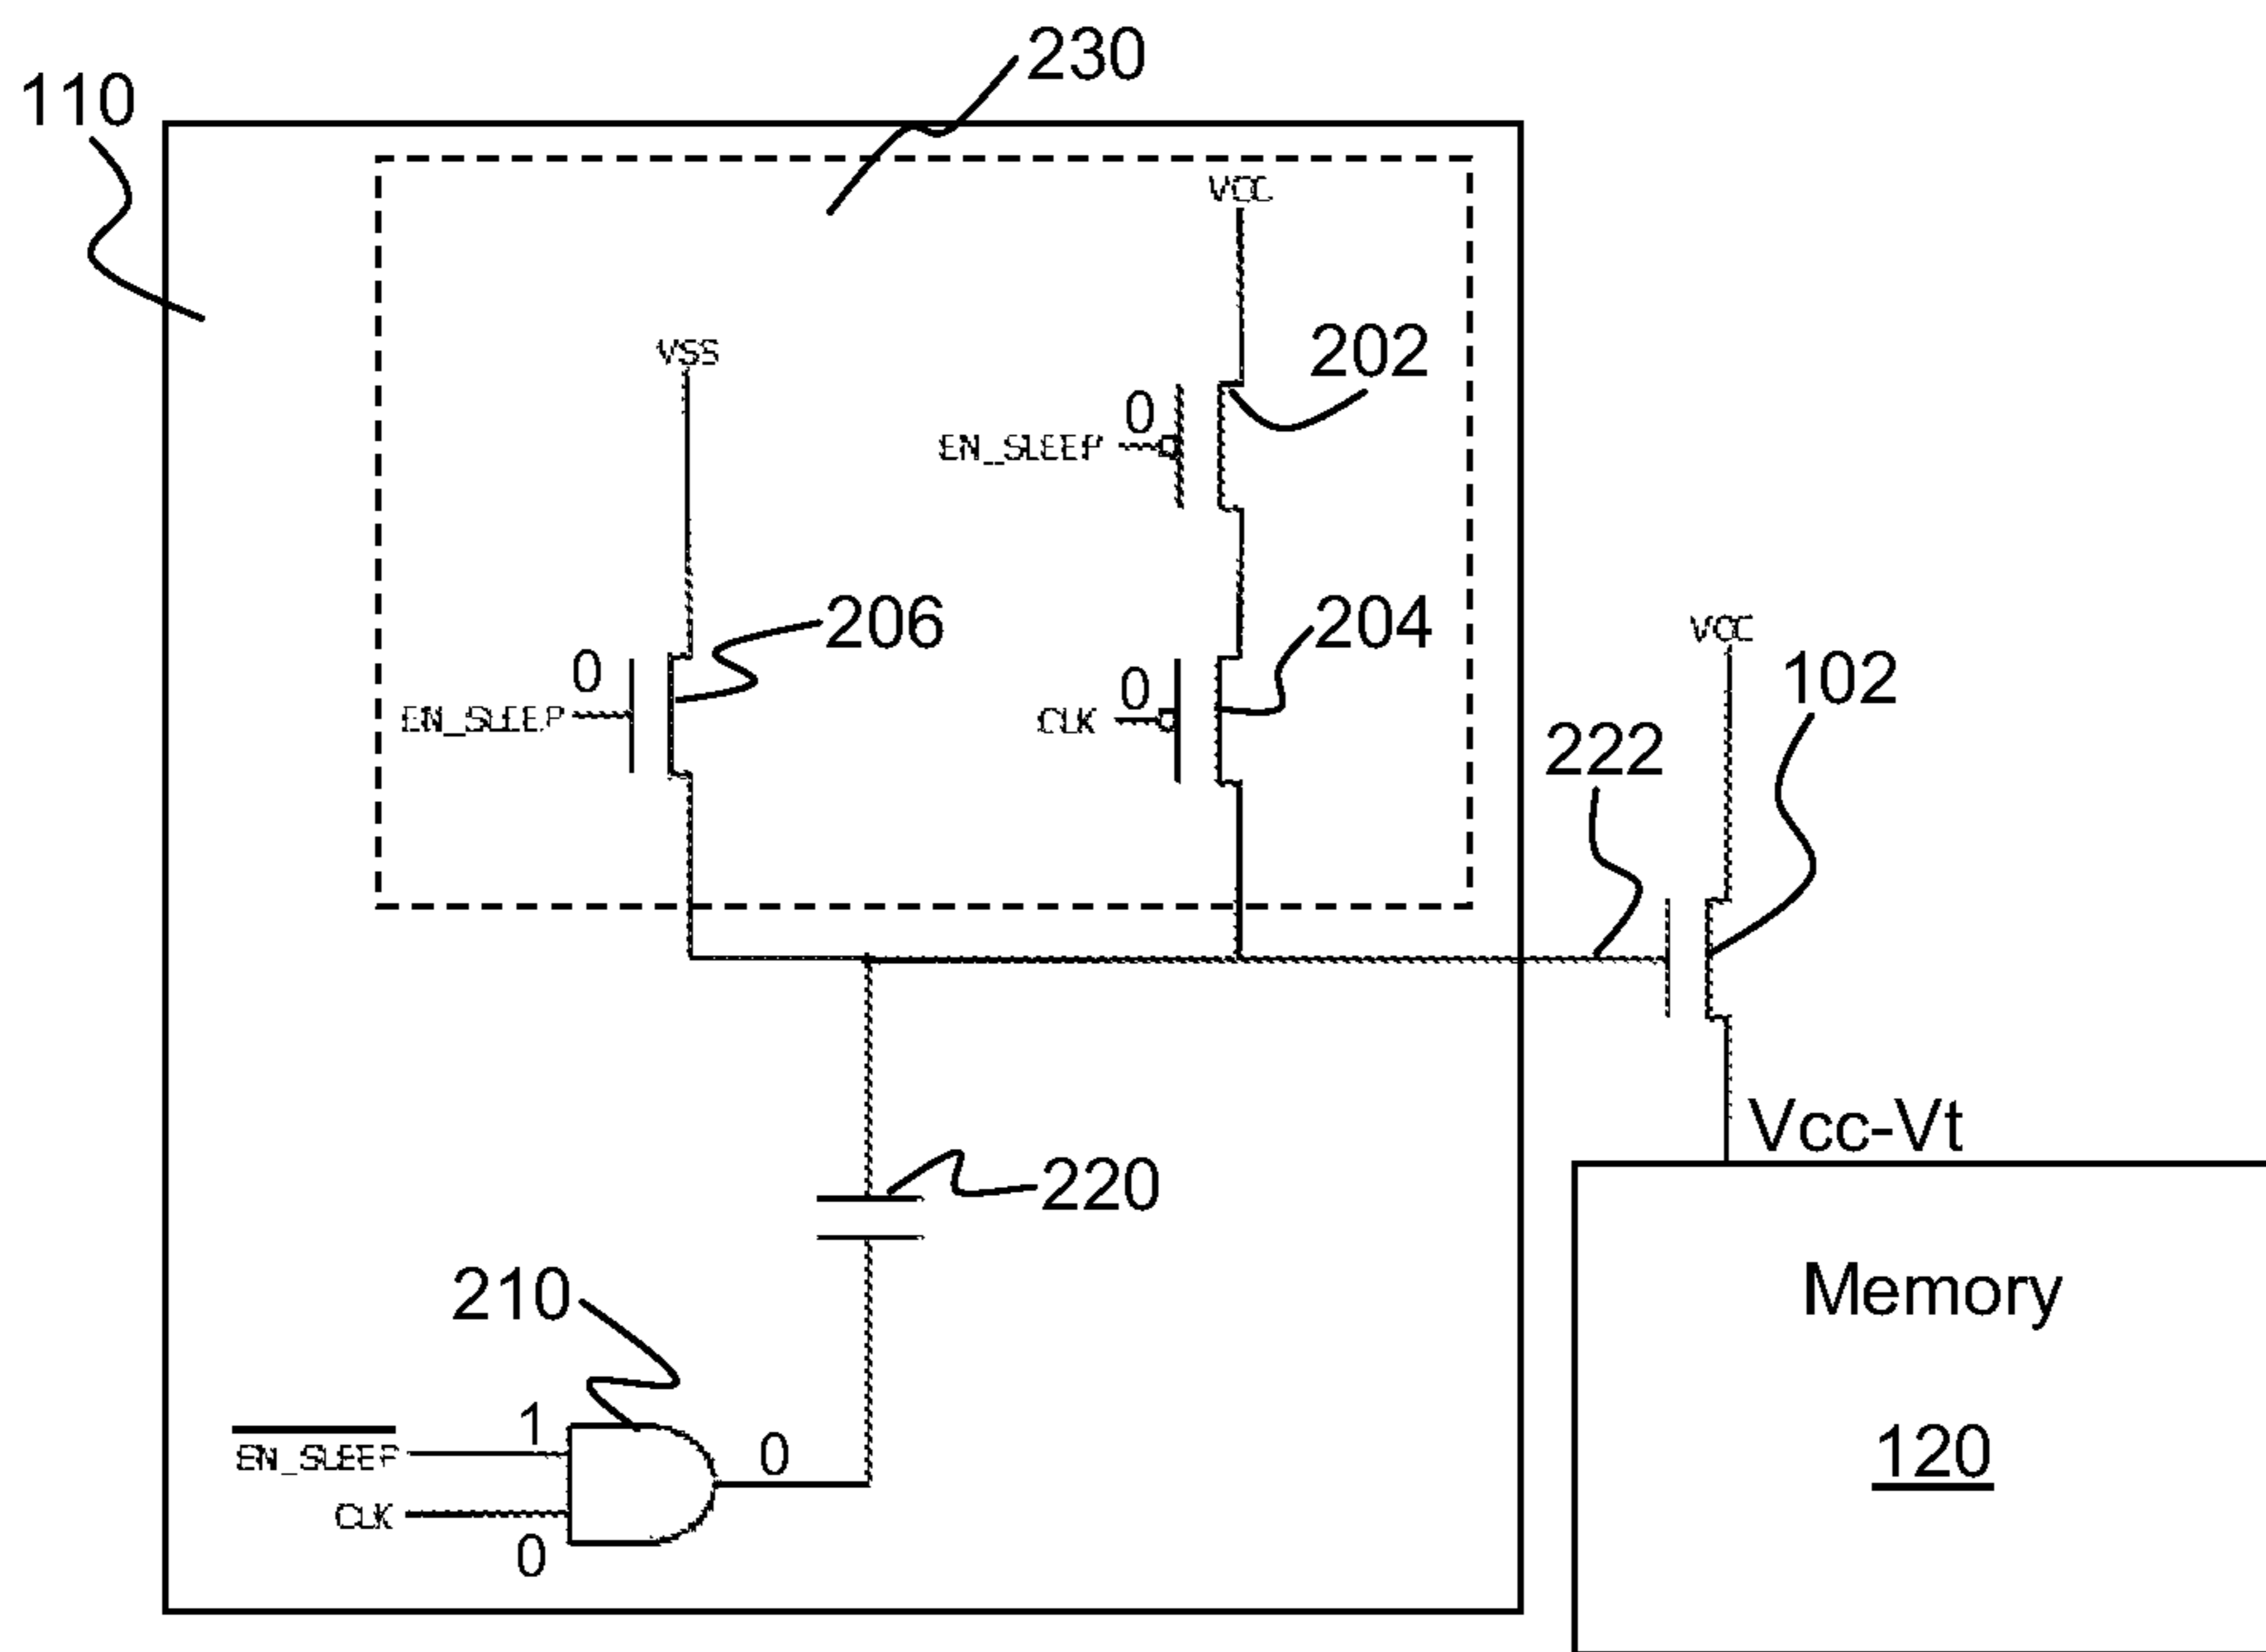 230
110
VCC
202
VSS
0
EN_SLEEP
206
204
VCC
0
EN_SLEEP
0
CLK
102
222
Vcc-Vt
220
Memory
210
120
1
EN_SLEEP
0
CLK
0